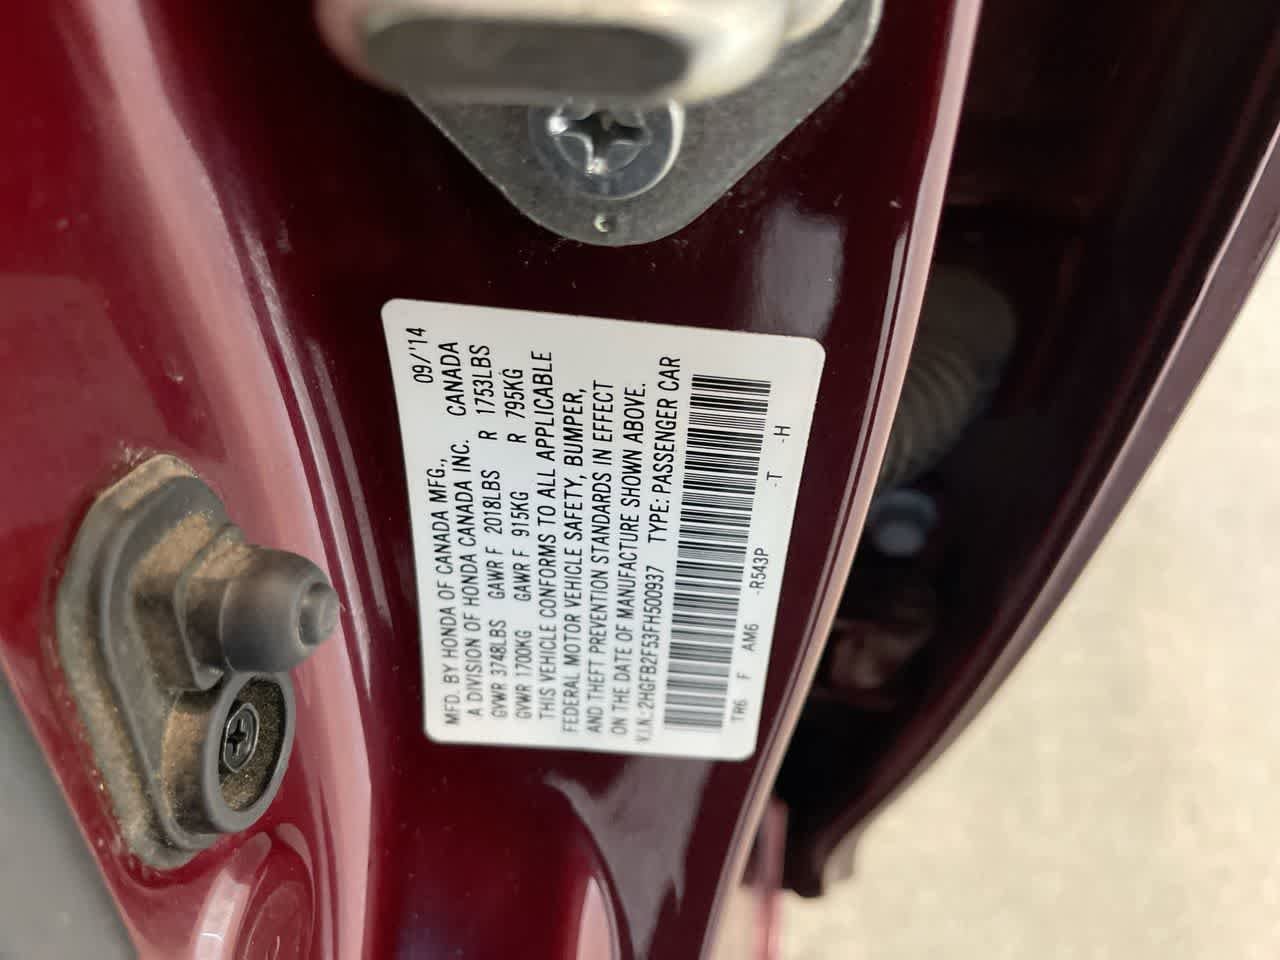 09/'14
MFD. BY HONDA OF CANADA MFG.,
A DIVISION OF HONDA CANADA INC. CANADA
GVWR 3748LBS GAWR F 2018LBS R 1753LBS
GVWR 1700KG GAWR F 915KG R 795KG
THIS VEHICLE CONFORMS TO ALL APPLICABLE
FEDERAL MOTOR VEHICLE SAFETY, BUMPER,
AND THEFT PREVENTION STANDARDS IN EFFECT
ON THE DATE OF MANUFACTURE SHOWN ABOVE.
V.I.N.:2HGFB2F53FH500937 TYPE: PASSENGER CAR
TR6 F AM6 -R543P -T -H